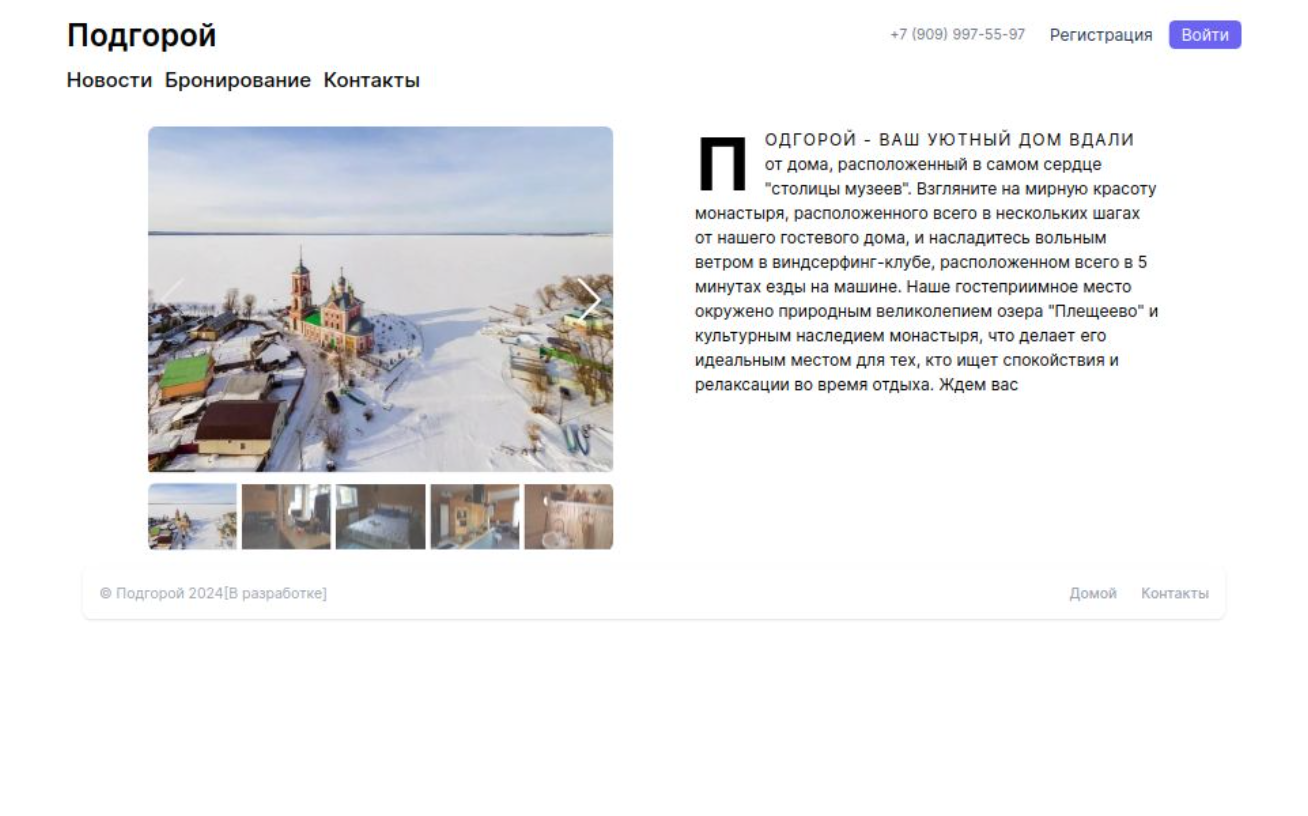 Подгорой
+7 (909) 997-55-97 Регистрация Войти
Новости Бронирование Контакты
ПОДГОРОЙ - ВАШ УЮТНЫЙ ДОМ ВДАЛИ
от дома, расположенный в самом сердце
"столицы музеев". Взгляните на мирную красоту
монастыря, расположенного всего в нескольких шагах
от нашего гостевого дома, и насладитесь вольным
ветром в виндсерфинг-клубе, расположенном всего в 5
минутах езды на машине. Наше гостеприимное место
окружено природным великолепием озера "Плещеево" и
культурным наследием монастыря, что делает его
идеальным местом для тех, кто ищет спокойствия и
релаксации во время отдыха. Ждем вас
© Подгорой 2024[В разработке]
Домой Контакты